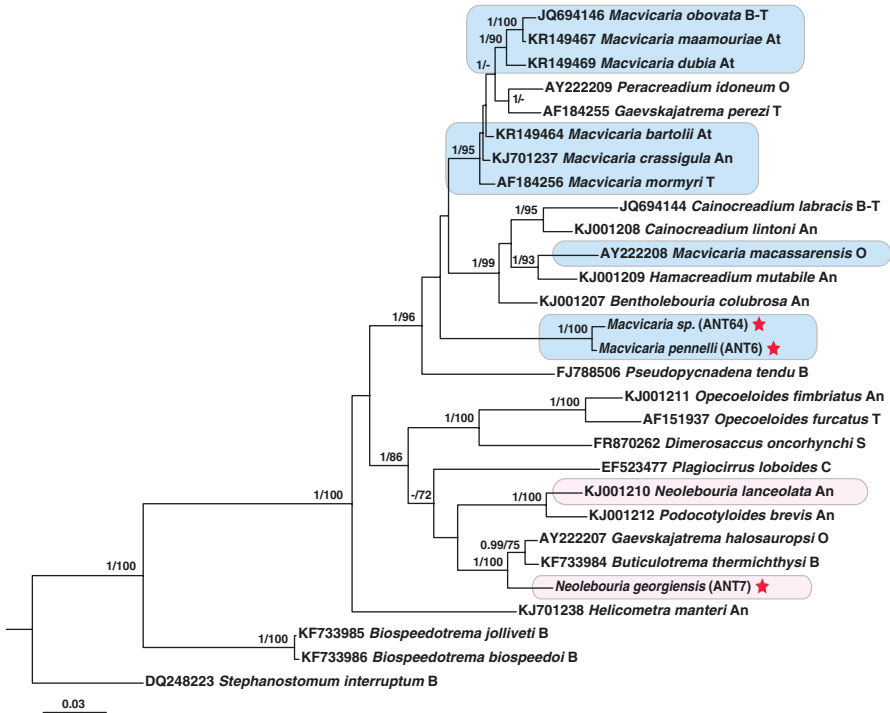 JQ694146 Macvicaria obovata B-T
1/100
KR149467 Macvicaria maamouriae At
1/90
KR149469 Macvicaria dubia At
1/-
AY222209 Peracreadium idoneum O
1/-
AF184255 Gaevskajatrema perezi T
KR149464 Macvicaria bartolii At
1/95
KJ701237 Macvicaria crassigula An
AF184256 Macvicaria mormyri T
JQ694144 Cainocreadium labracis B-T
1/95
KJ001208 Cainocreadium lintoni An
AY222208 Macvicaria macassarensis O
1/99
1/93
KJ001209 Hamacreadium mutabile An
KJ001207 Bentholebouria colubrosa An
1/96
Macvicaria sp. (ANT64)
1/100
Macvicaria pennelli (ANT6)
FJ788506 Pseudopycnadena tendu B
KJ001211 Opecoeloides fimbriatus An
1/100
AF151937 Opecoeloides furcatus T
1/100
FR870262 Dimerosaccus oncorhynchi S
1/86
EF523477 Plagiocirrus loboides C
1/100
-/72
KJ001210 Neolebouria lanceolata An
1/100
KJ001212 Podocotyloides brevis An
AY222207 Gaevskajatrema halosauropsi O
0.99/75
KF733984 Buticulotrema thermichthysi B
1/100
1/100
Neolebouria georgiensis (ANT7)
KJ701238 Helicometra manteri An
KF733985 Biospeedotrema jolliveti B
1/100
KF733986 Biospeedotrema biospeedoi B
DQ248223 Stephanostomum interruptum B
0.03